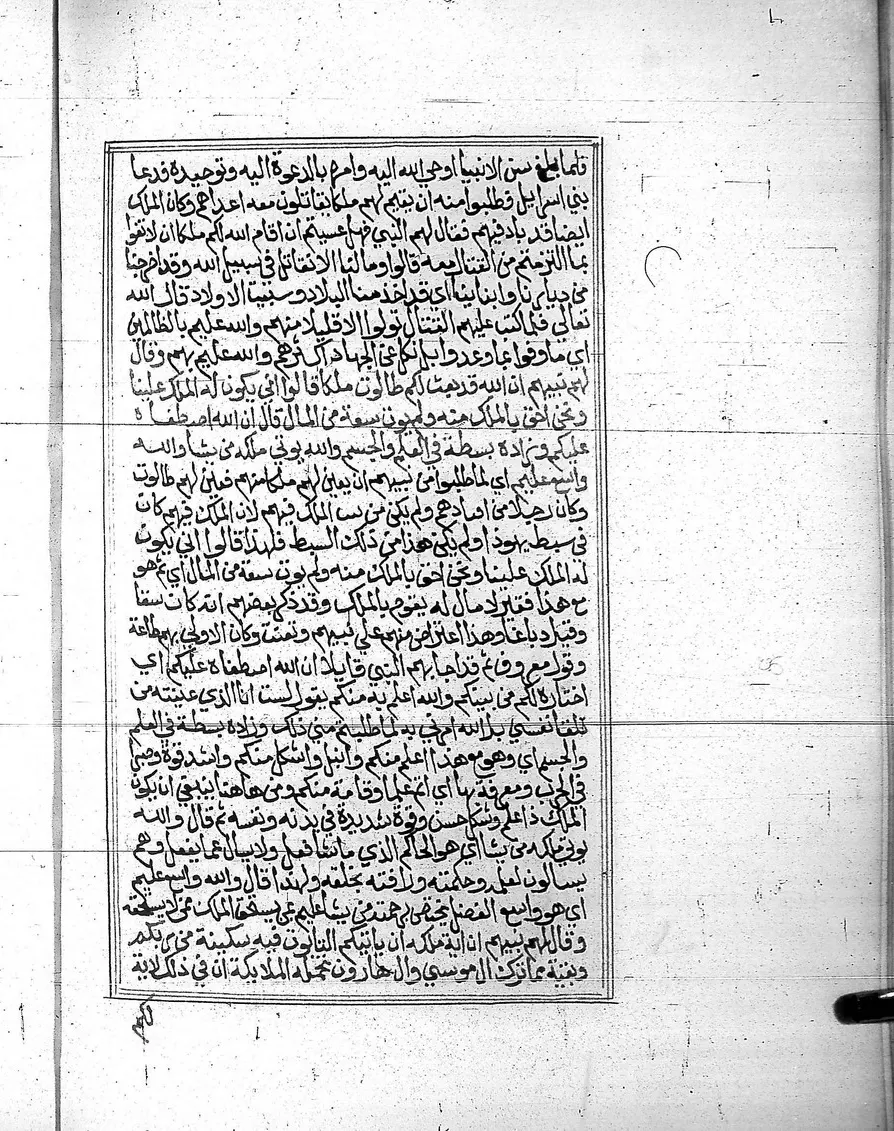 فلما بلغ سن الانبيا اوحي الله اليه وامره بالدعوة اليه وتوحيده فدعا
بني اسرايل فطلبوا منه ان يقيم لهم ملكا يقاتلون معه اعداهم وكان الملك
ايضا قد باد فيهم فقال لهم النبي فهل عسيتم ان اقام الله لكم ملكا ان لا تفوا
بما التزمتم من القتال معه قالوا وما لنا الا نقاتل في سبيل الله وقد اخرجنا
من ديارنا وابناينا اي قد اخذ منا البلاد وسبيت الاولاد قال الله
تعالي فلما كتب عليهم القتال تولوا الا قليلا منهم والله عليم بالظالمين
اي ما وفوا بما وعدوا بل نكل عن الجهاد اكثرهم والله عليم بهم وقال
لهم نبيهم ان الله قد بعث لكم طالوت ملكا قالوا اني يكون له الملك علينا
ونحن احق بالملك منه ولم يوت سعة من المال قال ان الله اصطفاه
عليكم وزاده بسطة في العلم والجسم والله يوتي ملكه من يشا والله
واسع عليم اي لما طلبوا من نبيهم ان يعين لهم ملكا منهم فعين لهم طالوت
وكان رجلا من اجنادهم ولم يكن من بيت الملك فيهم لان الملك فيهم كان
في سبط يهودا ولم يكن هذا من ذلك السبط فلهذا قالوا اني يكون
له الملك علينا ونحن احق بالملك منه ولم يوت سعة من المال اي ثم هو
مع هذا فقير لا مال له يقوم بالملك وقد ذكر بعضهم انه كان سقا
وقيل دباغا وهذا اعتراض منهم علي نبيهم وتعنت وكان الاولي بهم طاعة
وقول معروف ثم قد اجابهم النبي قايلا ان الله اصطفاه عليكم اي
اختاره لكم من بينكم والله اعلم به منكم يقول لست انا الذي عينته من
تلقا نفسي بل الله امرني به لما طلبتم مني ذلك وزاده بسطة في العلم
والجسم اي وهو مع هذا اعلم منكم وانبل واشكل منكم واشد قوة وصبرا
في الحرب ومعرفة بها اي اتم علما وقامة منكم ومن هاهنا ينبغي ان يكون
الملك ذا علم وشكل حسن وقوة شديدة في بدنه ونفسه ثم قال والله
يوتي ملكه من يشا اي هو الحاكم الذي ما شا فعل ولا يسال عما يفعل وهم
يسالون لعلمه وحكمته ورافته بخلقه ولهذا قال والله واسع عليم
اي هو واسع الفضل يختص برحمته من يشا عليم بمن يستحق الملك ممن لا يستحقه
وقال لهم نبيهم ان اية ملكه ان ياتيكم التابوت فيه سكينة من ربكم
وبقية مما ترك ال موسي وال هارون تحمله الملايكة ان في ذلك لاية